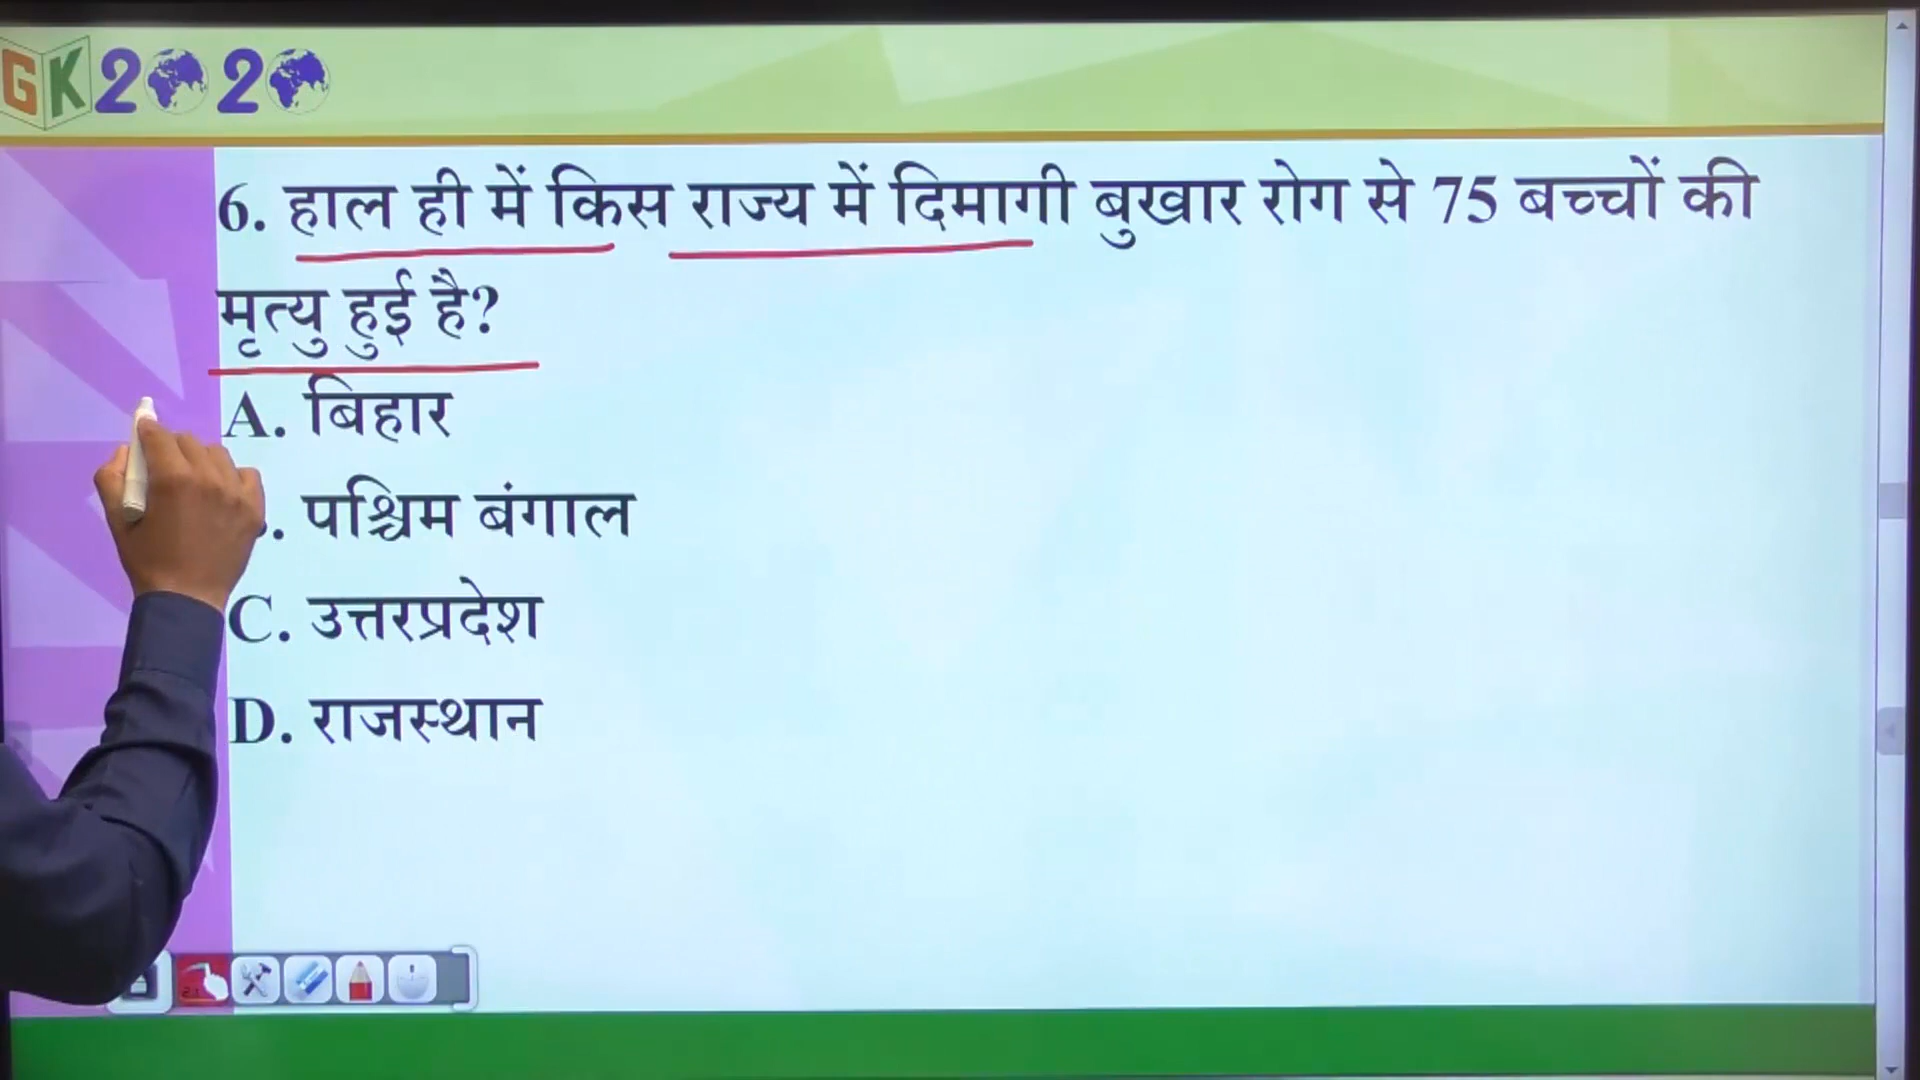 GK2020
6. हाल ही में किस राज्य में दिमागी बुखार रोग से 75 बच्चों की
मृत्यु हुई है?
A. बिहार
. पश्चिम बंगाल
C. उत्तरप्रदेश
D. राजस्थान